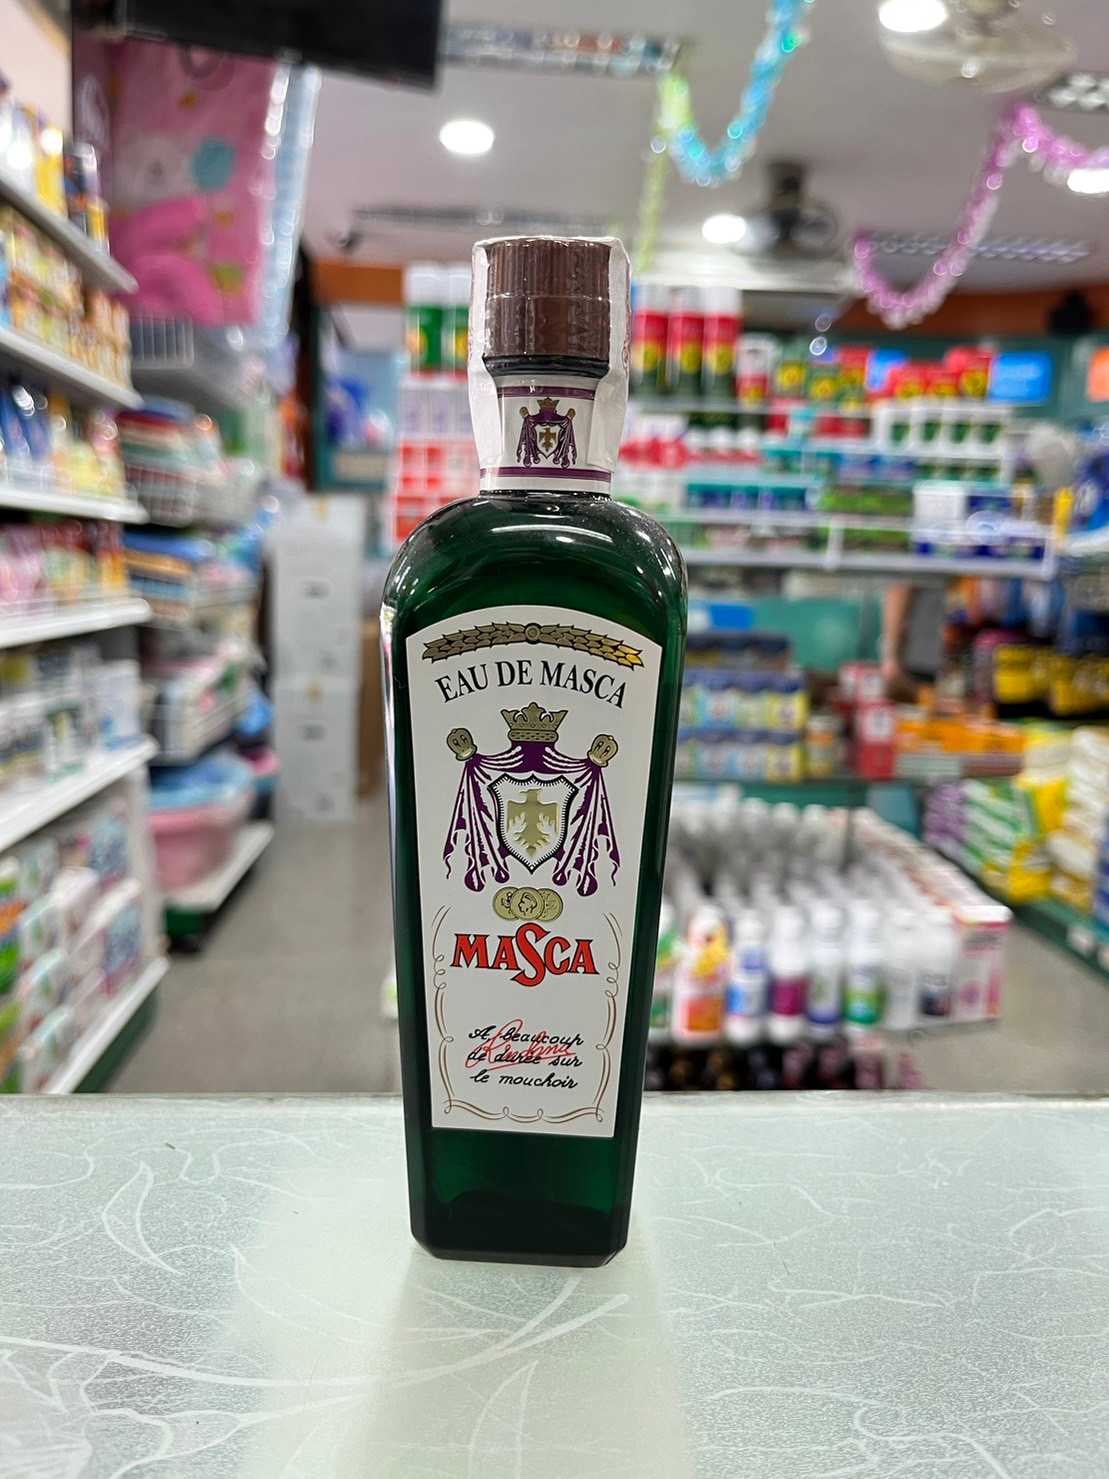 EAU DE MASCA
MASCA
A beaucoup
de durée sur
le mouchoir